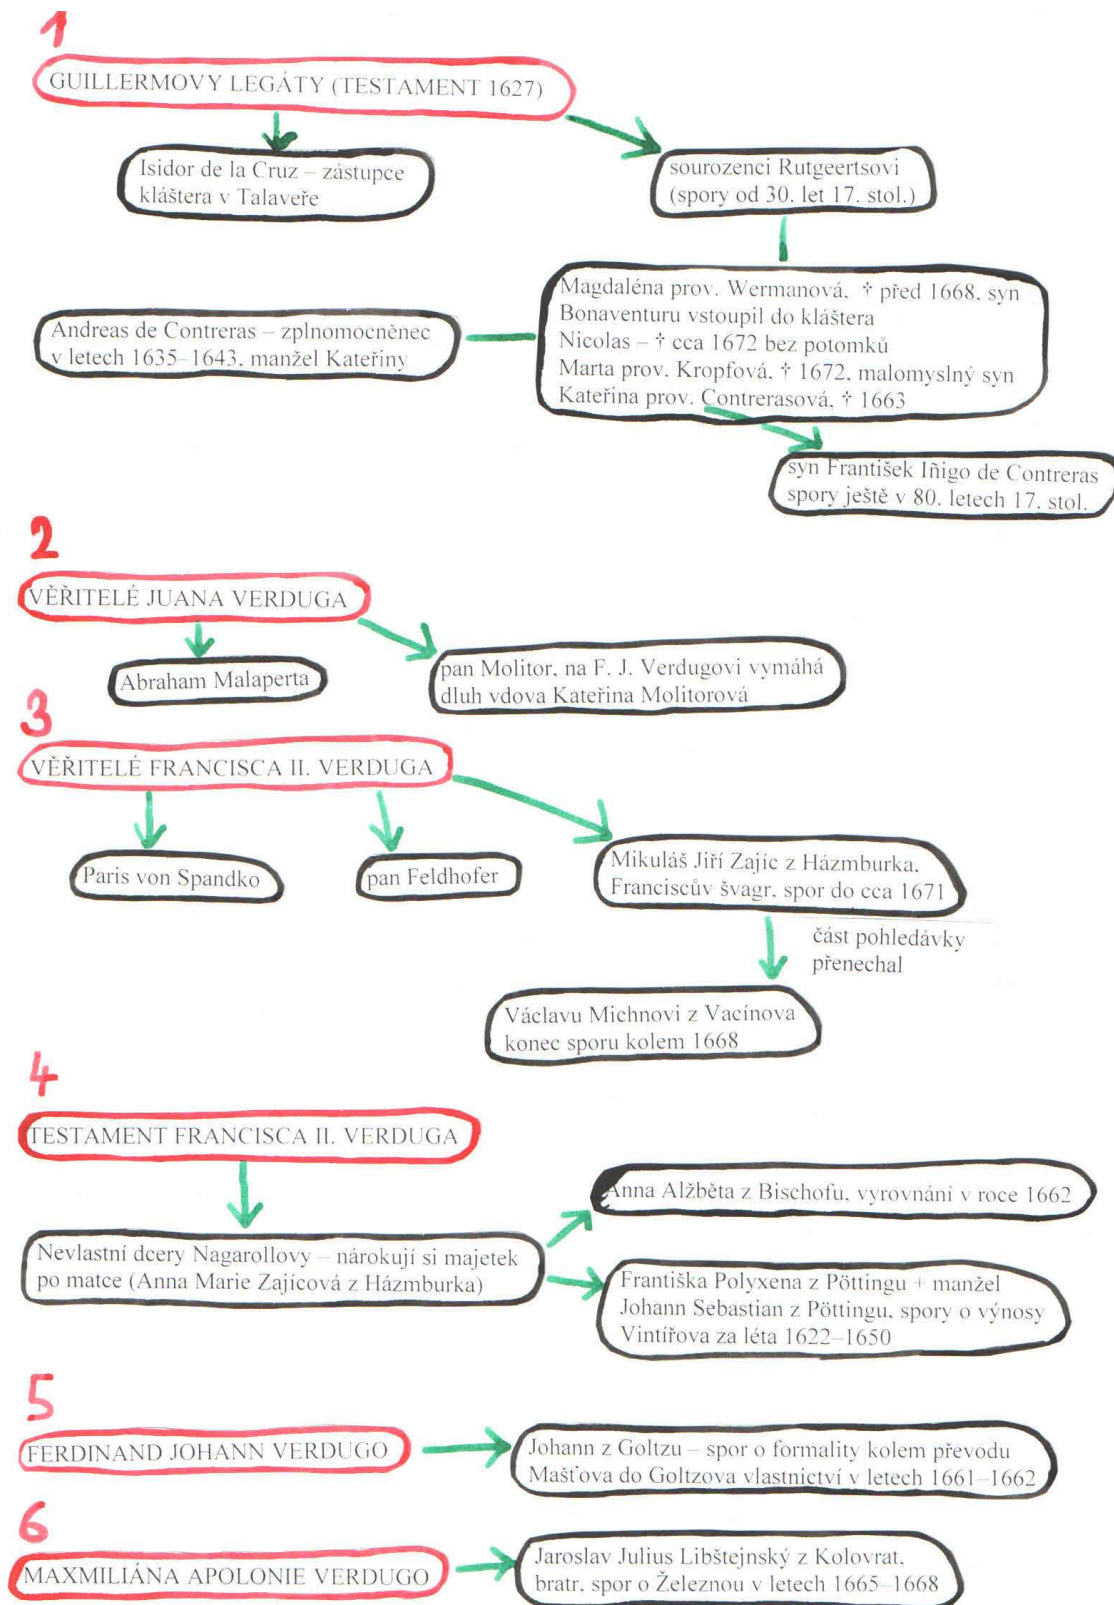 1
GUILLERMOVY LEGÁTY (TESTAMENT 1627)
Isidor de la Cruz – zástupce
kláštera v Talaveře
sourozenci Rutgeertsovi
(spory od 30. let 17. stol.)
Andreas de Contreras – zplnomocněnec
v letech 1635–1643, manžel Kateřiny
Magdaléna prov. Wermanová, † před 1668, syn
Bonaventuru vstoupil do kláštera
Nicolas – † cca 1672 bez potomků
Marta prov. Kropfová, † 1672, malomyslný syn
Kateřina prov. Contrerasová, † 1663
syn František Iñigo de Contreras
spory ještě v 80. letech 17. stol.
2
VĚŘITELÉ JUANA VERDUGA
Abraham Malaperta
pan Molitor, na F. J. Verdugovi vymáhá
dluh vdova Kateřina Molitorová
3
VĚŘITELÉ FRANCISCA II. VERDUGA
Paris von Spandko
pan Feldhofer
Mikuláš Jiří Zajíc z Házmburka,
Franciscův švagr, spor do cca 1671
část pohledávky
přenechal
Václavu Michnovi z Vacínova
konec sporu kolem 1668
4
TESTAMENT FRANCISCA II. VERDUGA
Nevlastní dcery Nagarollovy – nárokují si majetek
po matce (Anna Marie Zajícová z Házmburka)
Anna Alžběta z Bischofu, vyrovnání v roce 1662
Františka Polyxena z Pöttingu + manžel
Johann Sebastian z Pöttingu, spory o výnosy
Vintířova za léta 1622–1650
5
FERDINAND JOHANN VERDUGO
Johann z Goltzu – spor o formality kolem převodu
Mašťova do Goltzova vlastnictví v letech 1661–1662
6
MAXMILIÁNA APOLONIE VERDUGO
Jaroslav Julius Libštejnský z Kolovrat,
bratr, spor o Železnou v letech 1665–1668